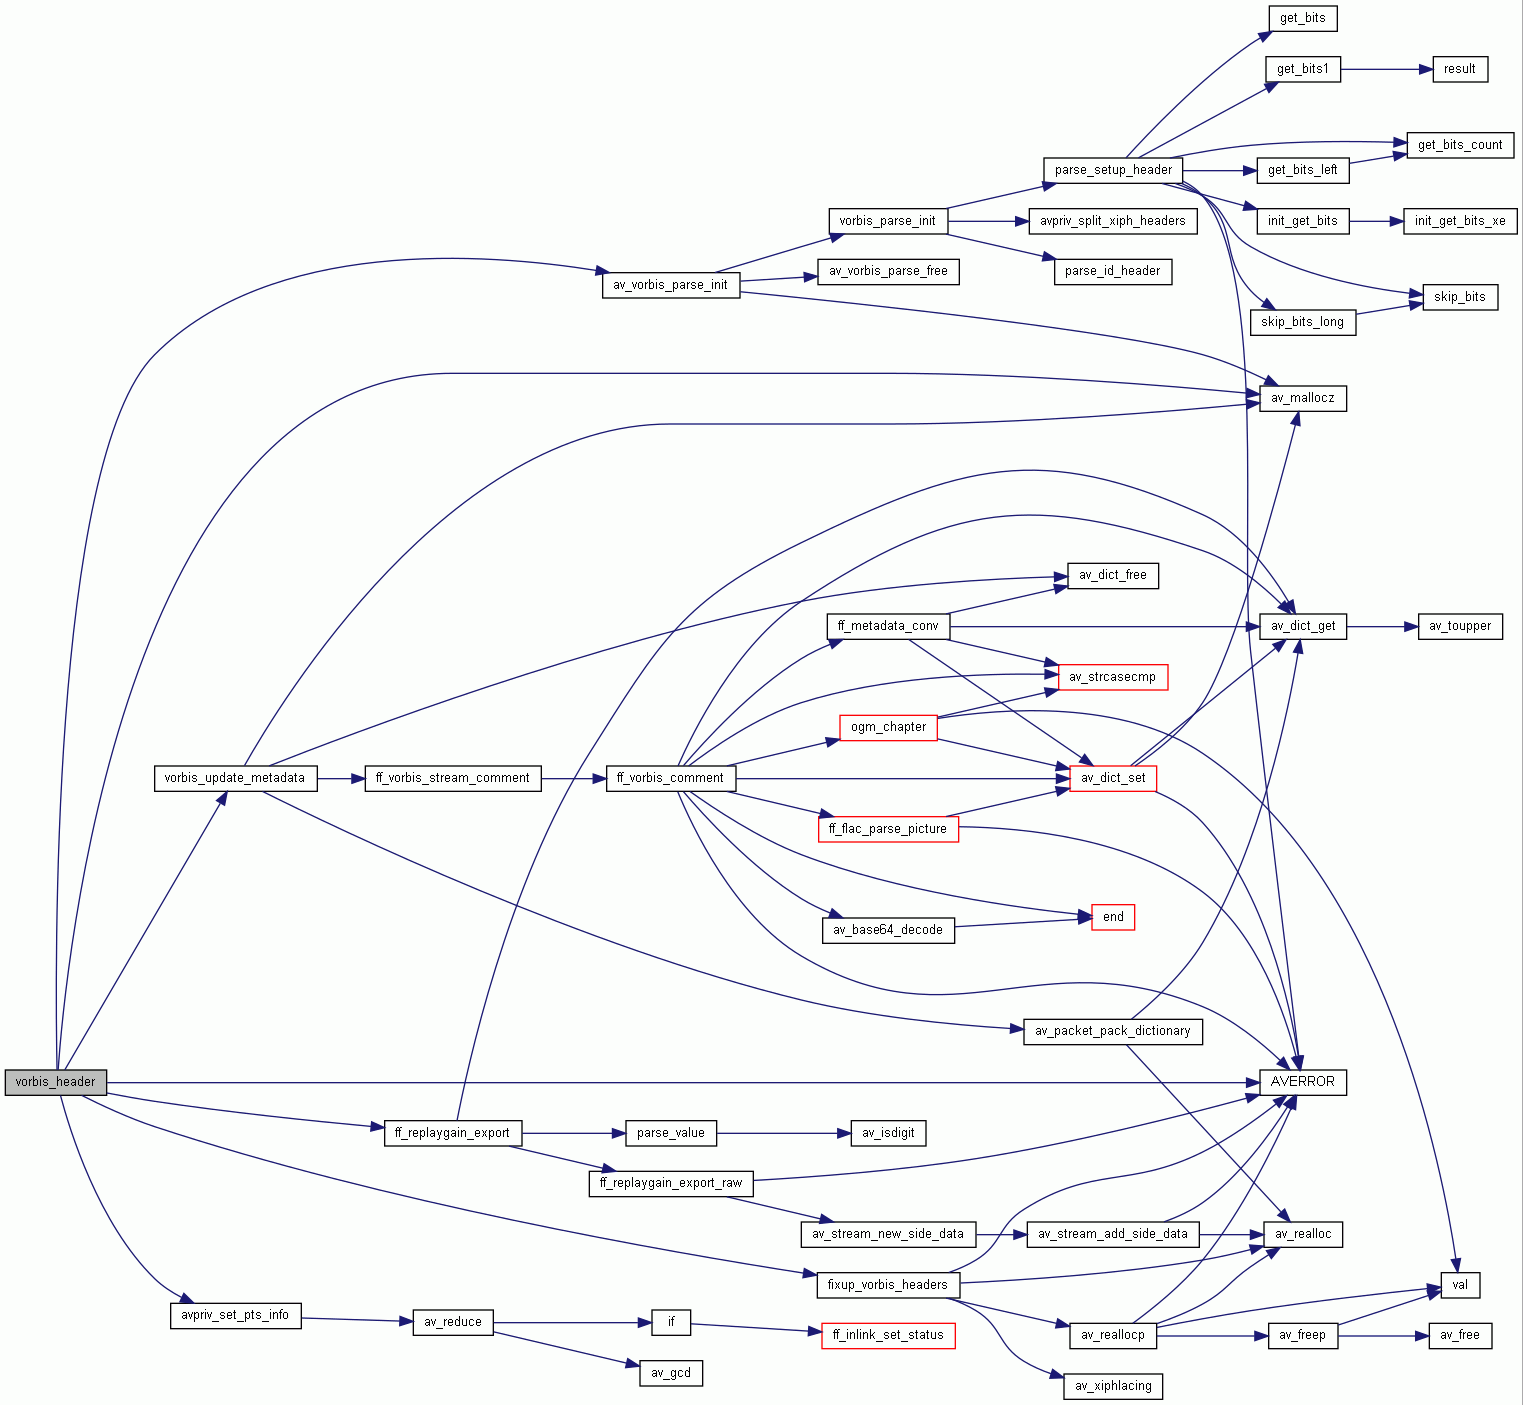 get_bits
get_bits1
result
get_bits_count
parse_setup_header
get_bits_left
vorbis_parse_init
avpriv_split_xiph_headers
init_get_bits
init_get_bits_xe
av_vorbis_parse_free
parse_id_header
av_vorbis_parse_init
skip_bits
skip_bits_long
av_mallocz
av_dict_free
ff_metadata_conv
av_dict_get
av_toupper
av_strcasecmp
ogm_chapter
vorbis_update_metadata
ff_vorbis_stream_comment
ff_vorbis_comment
av_dict_set
ff_flac_parse_picture
end
av_base64_decode
av_packet_pack_dictionary
vorbis_header
AVERROR
ff_replaygain_export
parse_value
av_isdigit
ff_replaygain_export_raw
av_stream_new_side_data
av_stream_add_side_data
av_realloc
fixup_vorbis_headers
val
avpriv_set_pts_info
av_reduce
if
ff_inlink_set_status
av_reallocp
av_freep
av_free
av_gcd
av_xiphlacing